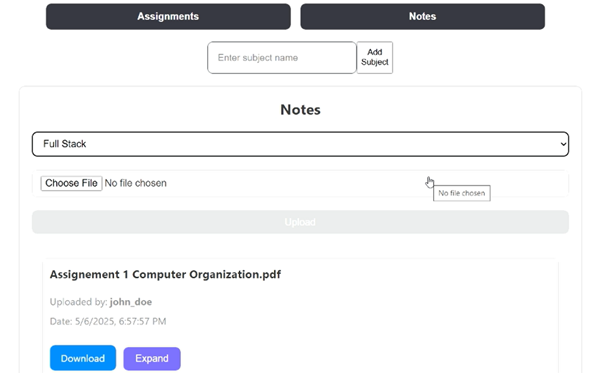 Assignments
Notes
Enter subject name
Add
Subject
Notes
Full Stack
Choose File No file chosen
No file chosen
Upload
Assignement 1 Computer Organization.pdf
Uploaded by: john_doe
Date: 5/6/2025, 6:57:57 PM
Download
Expand